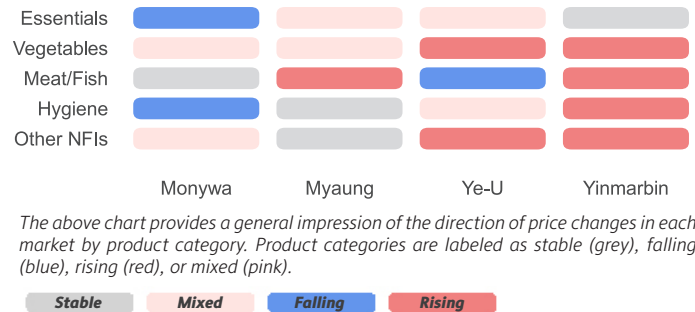 Essentials
Vegetables
Meat/Fish
Hygiene
Other NFIs
Monywa Myaung Ye-U Yinmarbin
The above chart provides a general impression of the direction of price changes in each
market by product category. Product categories are labeled as stable (grey), falling
(blue), rising (red), or mixed (pink).
Stable Mixed Falling Rising